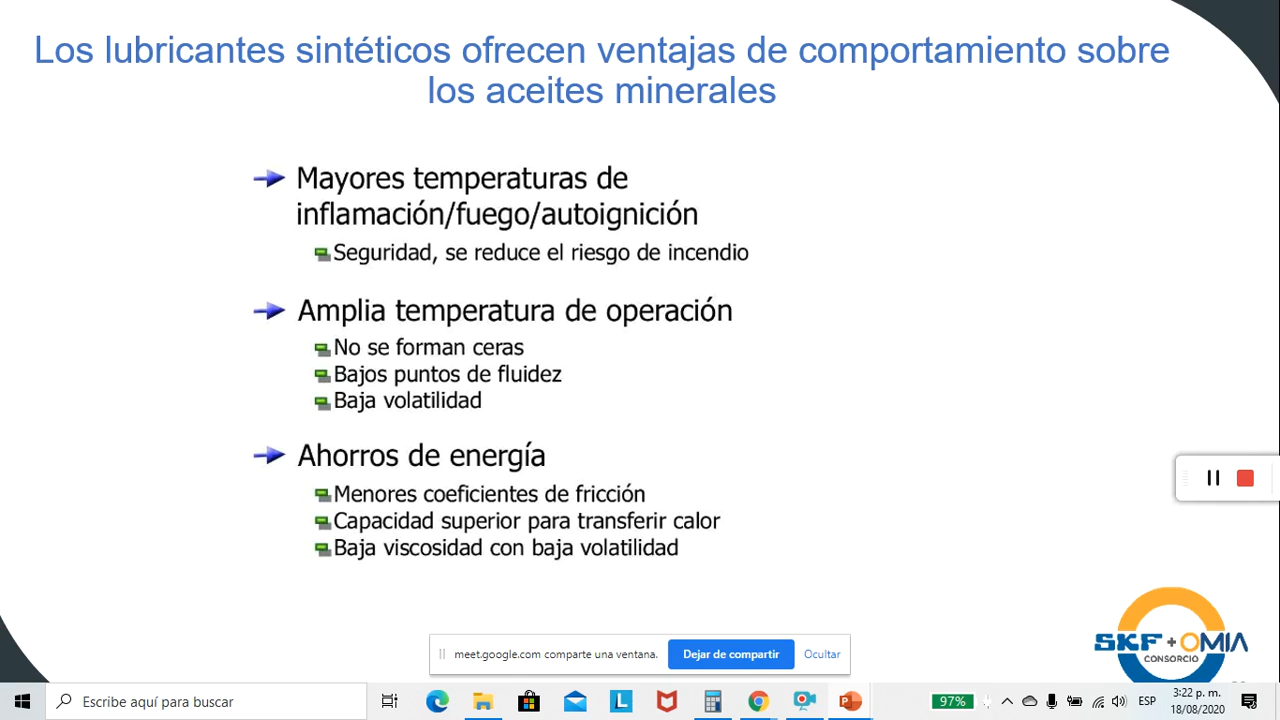 Los lubricantes sintéticos ofrecen ventajas de comportamiento sobre
los aceites minerales
Mayores temperaturas de
inflamación/fuego/autoignición
Seguridad, se reduce el riesgo de incendio
Amplia temperatura de operación
No se forman ceras
Bajos puntos de fluidez
Baja volatilidad
Ahorros de energía
Menores coeficientes de fricción
Capacidad superior para transferir calor
Baja viscosidad con baja volatilidad
SKF + OMIA
CONSORCIO
meet.google.com comparte una ventana.
Dejar de compartir
Ocultar
Escribe aquí para buscar
L
97%
ESP
3:22 p. m.
18/08/2020